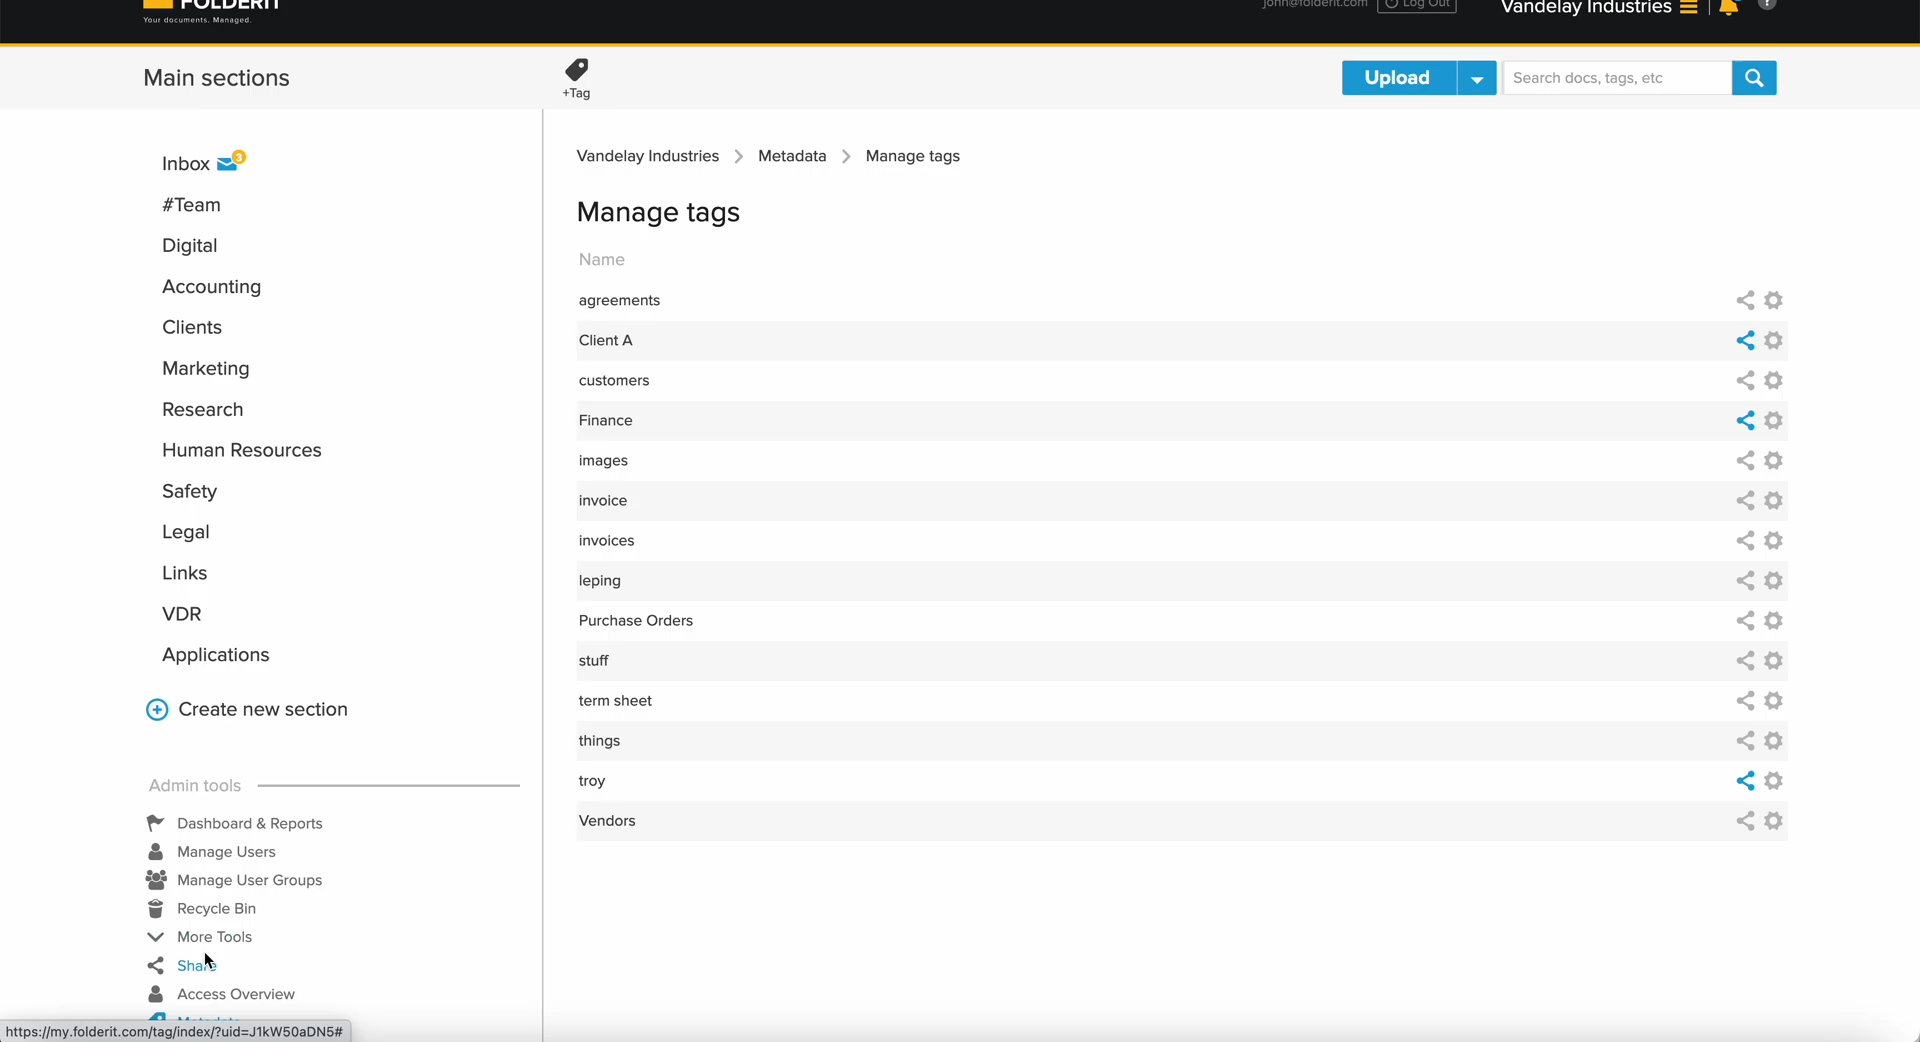 FOLDERIT
Your documents. Managed.
john@folderit.com
Log Out
Vandelay Industries
?
Main sections
+Tag
Upload
Search docs, tags, etc
Inbox 3
#Team
Digital
Accounting
Clients
Marketing
Research
Human Resources
Safety
Legal
Links
VDR
Applications
Create new section
Admin tools
Dashboard & Reports
Manage Users
Manage User Groups
Recycle Bin
More Tools
Share
Access Overview
Metadata
https://my.folderit.com/tag/index/?uid=J1kW50aDN5#
Vandelay Industries > Metadata > Manage tags
Manage tags
Name
agreements
Client A
customers
Finance
images
invoice
invoices
leping
Purchase Orders
stuff
term sheet
things
troy
Vendors